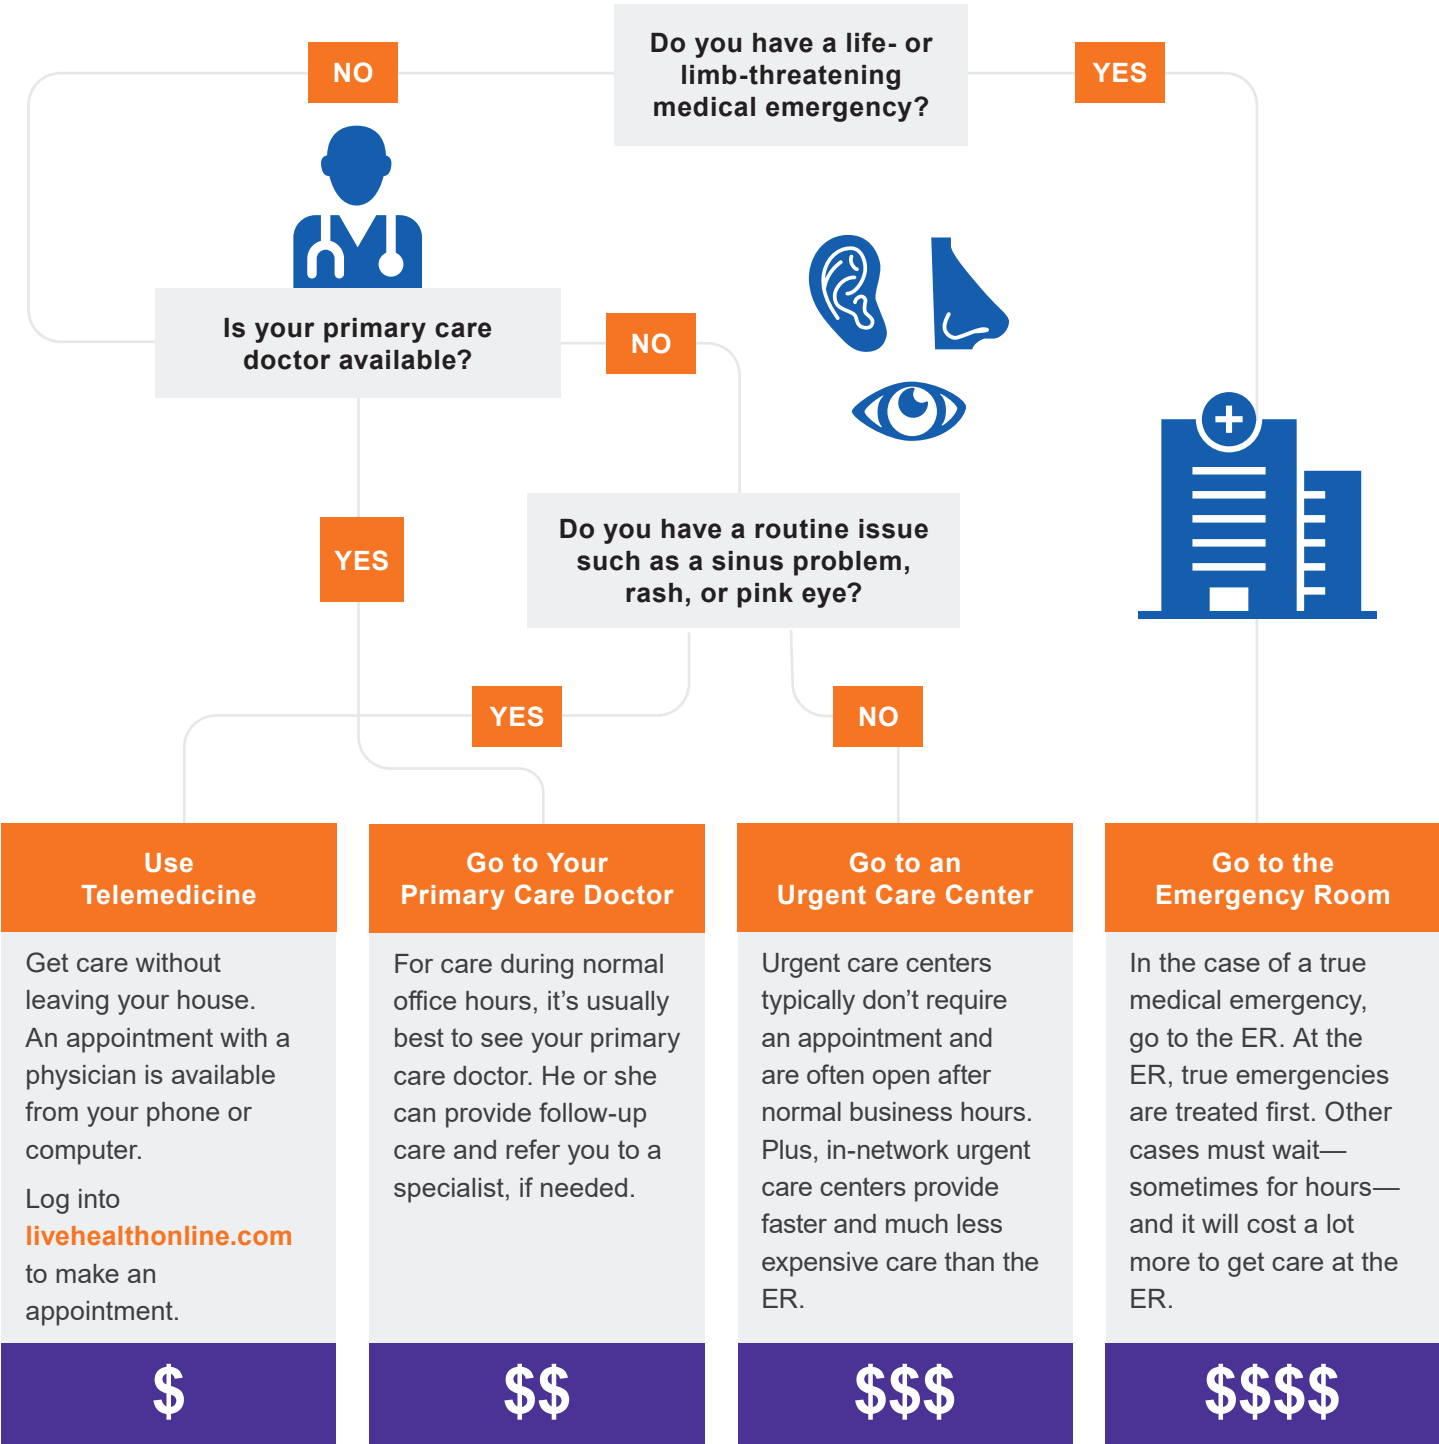 Do you have a life- or
limb-threatening
medical emergency?
NO
YES
Is your primary care
doctor available?
NO
YES
Do you have a routine issue
such as a sinus problem,
rash, or pink eye?
YES
NO
Use
Telemedicine
Get care without
leaving your house.
An appointment with a
physician is available
from your phone or
computer.
Log into
livehealthonline.com
to make an
appointment.
$
Go to Your
Primary Care Doctor
For care during normal
office hours, it’s usually
best to see your primary
care doctor. He or she
can provide follow-up
care and refer you to a
specialist, if needed.
$$
Go to an
Urgent Care Center
Urgent care centers
typically don’t require
an appointment and
are often open after
normal business hours.
Plus, in-network urgent
care centers provide
faster and much less
expensive care than the
ER.
$$$
Go to the
Emergency Room
In the case of a true
medical emergency,
go to the ER. At the
ER, true emergencies
are treated first. Other
cases must wait—
sometimes for hours—
and it will cost a lot
more to get care at the
ER.
$$$$